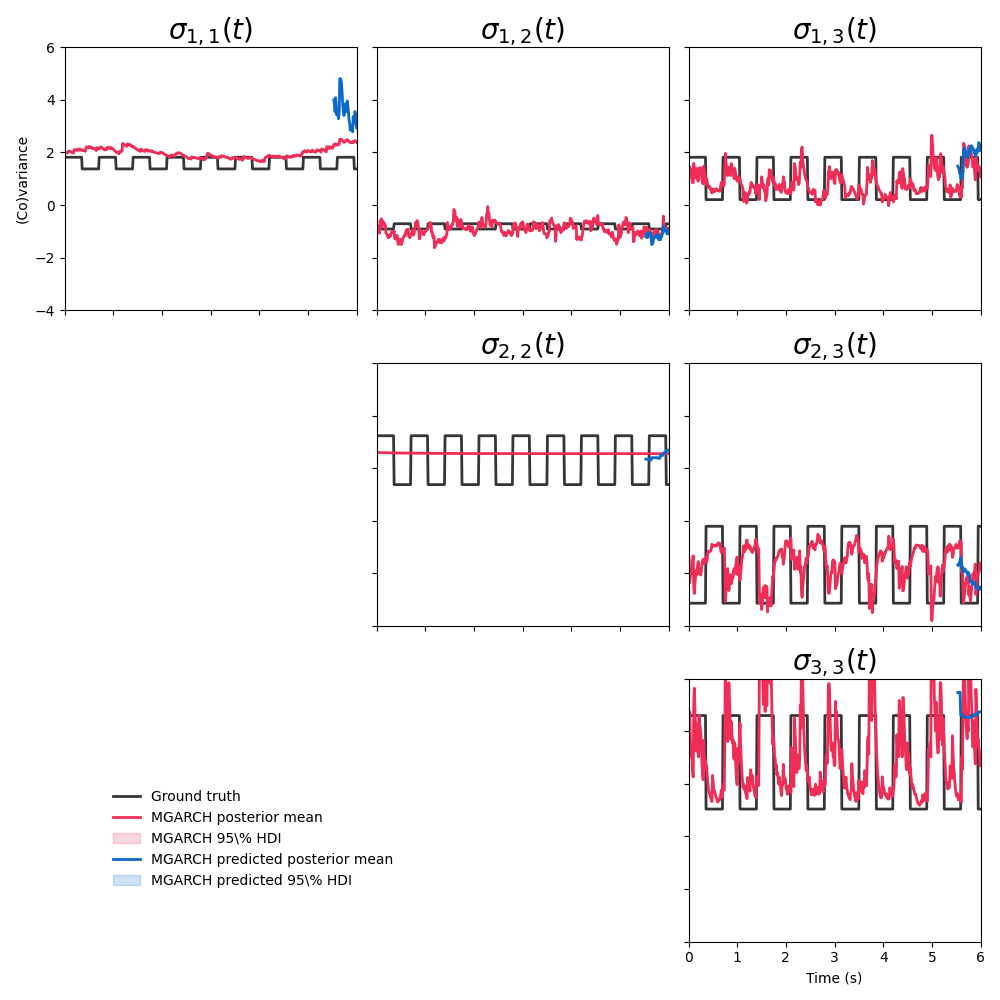 σ₁,₁(t)
σ₁,₂(t)
σ₁,₃(t)
6
4
2
0
−2
−4
(Co)variance
σ₂,₂(t)
σ₂,₃(t)
σ₃,₃(t)
Ground truth
MGARCH posterior mean
MGARCH 95\% HDI
MGARCH predicted posterior mean
MGARCH predicted 95\% HDI
0 1 2 3 4 5 6
Time (s)